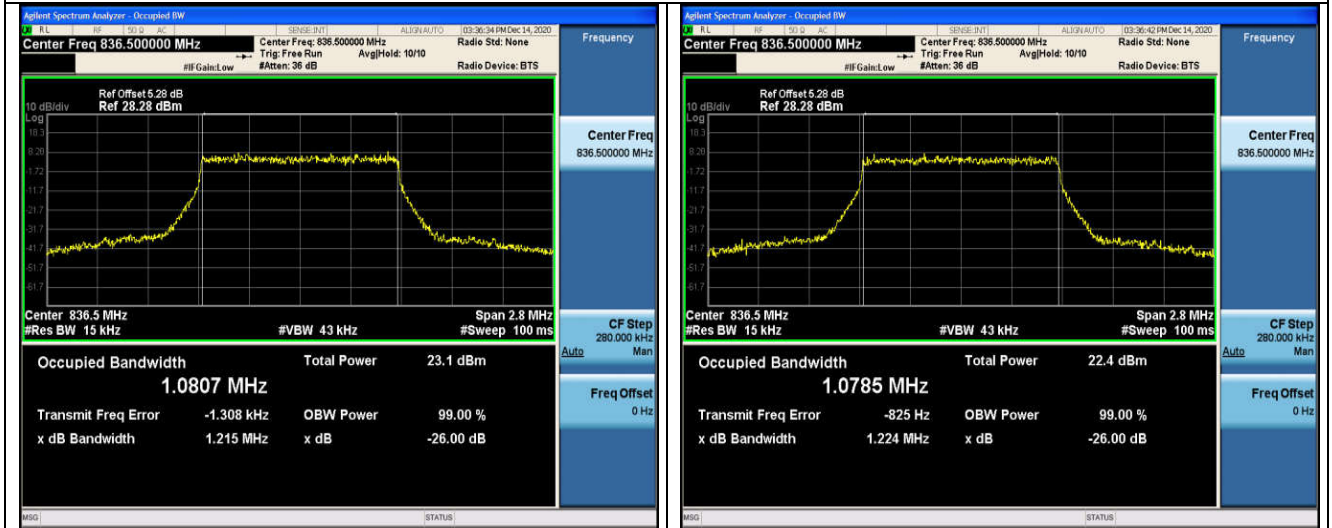 Agilent Spectrum Analyzer - Occupied BW
RL RF 50 Ω AC SENSE:INT ALIGN AUTO 03:36:34 PM Dec 14, 2020
Center Freq 836.500000 MHz
Center Freq: 836.500000 MHz
Radio Std: None
Trig: Free Run Avg|Hold: 10/10
#IFGain:Low
#Atten: 36 dB
Radio Device: BTS
Ref Offset 5.28 dB
10 dB/div Ref 28.28 dBm
Log
18.3
8.28
-1.72
-11.7
-21.7
-31.7
-41.7
-51.7
-61.7
Center 836.5 MHz Span 2.8 MHz
#Res BW 15 kHz #VBW 43 kHz #Sweep 100 ms
Occupied Bandwidth Total Power 23.1 dBm
1.0807 MHz
Transmit Freq Error -1.308 kHz OBW Power 99.00 %
x dB Bandwidth 1.215 MHz x dB -26.00 dB
MSG STATUS
Frequency
Center Freq
836.500000 MHz
CF Step
280.000 kHz
Auto Man
Freq Offset
0 Hz
Agilent Spectrum Analyzer - Occupied BW
RL RF 50 Ω AC SENSE:INT ALIGN AUTO 03:36:42 PM Dec 14, 2020
Center Freq 836.500000 MHz
Center Freq: 836.500000 MHz
Radio Std: None
Trig: Free Run Avg|Hold: 10/10
#IFGain:Low
#Atten: 36 dB
Radio Device: BTS
Ref Offset 5.28 dB
10 dB/div Ref 28.28 dBm
Log
18.3
8.28
-1.72
-11.7
-21.7
-31.7
-41.7
-51.7
-61.7
Center 836.5 MHz Span 2.8 MHz
#Res BW 15 kHz #VBW 43 kHz #Sweep 100 ms
Occupied Bandwidth Total Power 22.4 dBm
1.0785 MHz
Transmit Freq Error -825 Hz OBW Power 99.00 %
x dB Bandwidth 1.224 MHz x dB -26.00 dB
MSG STATUS
Frequency
Center Freq
836.500000 MHz
CF Step
280.000 kHz
Auto Man
Freq Offset
0 Hz